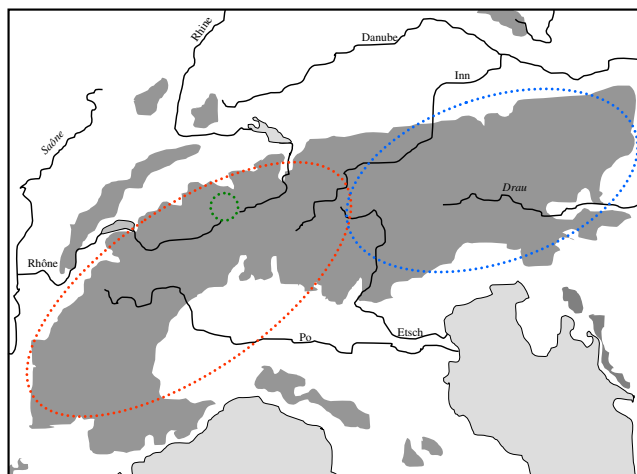 Rhine
Danube
Inn
Saône
Drau
Rhône
Po
Etsch